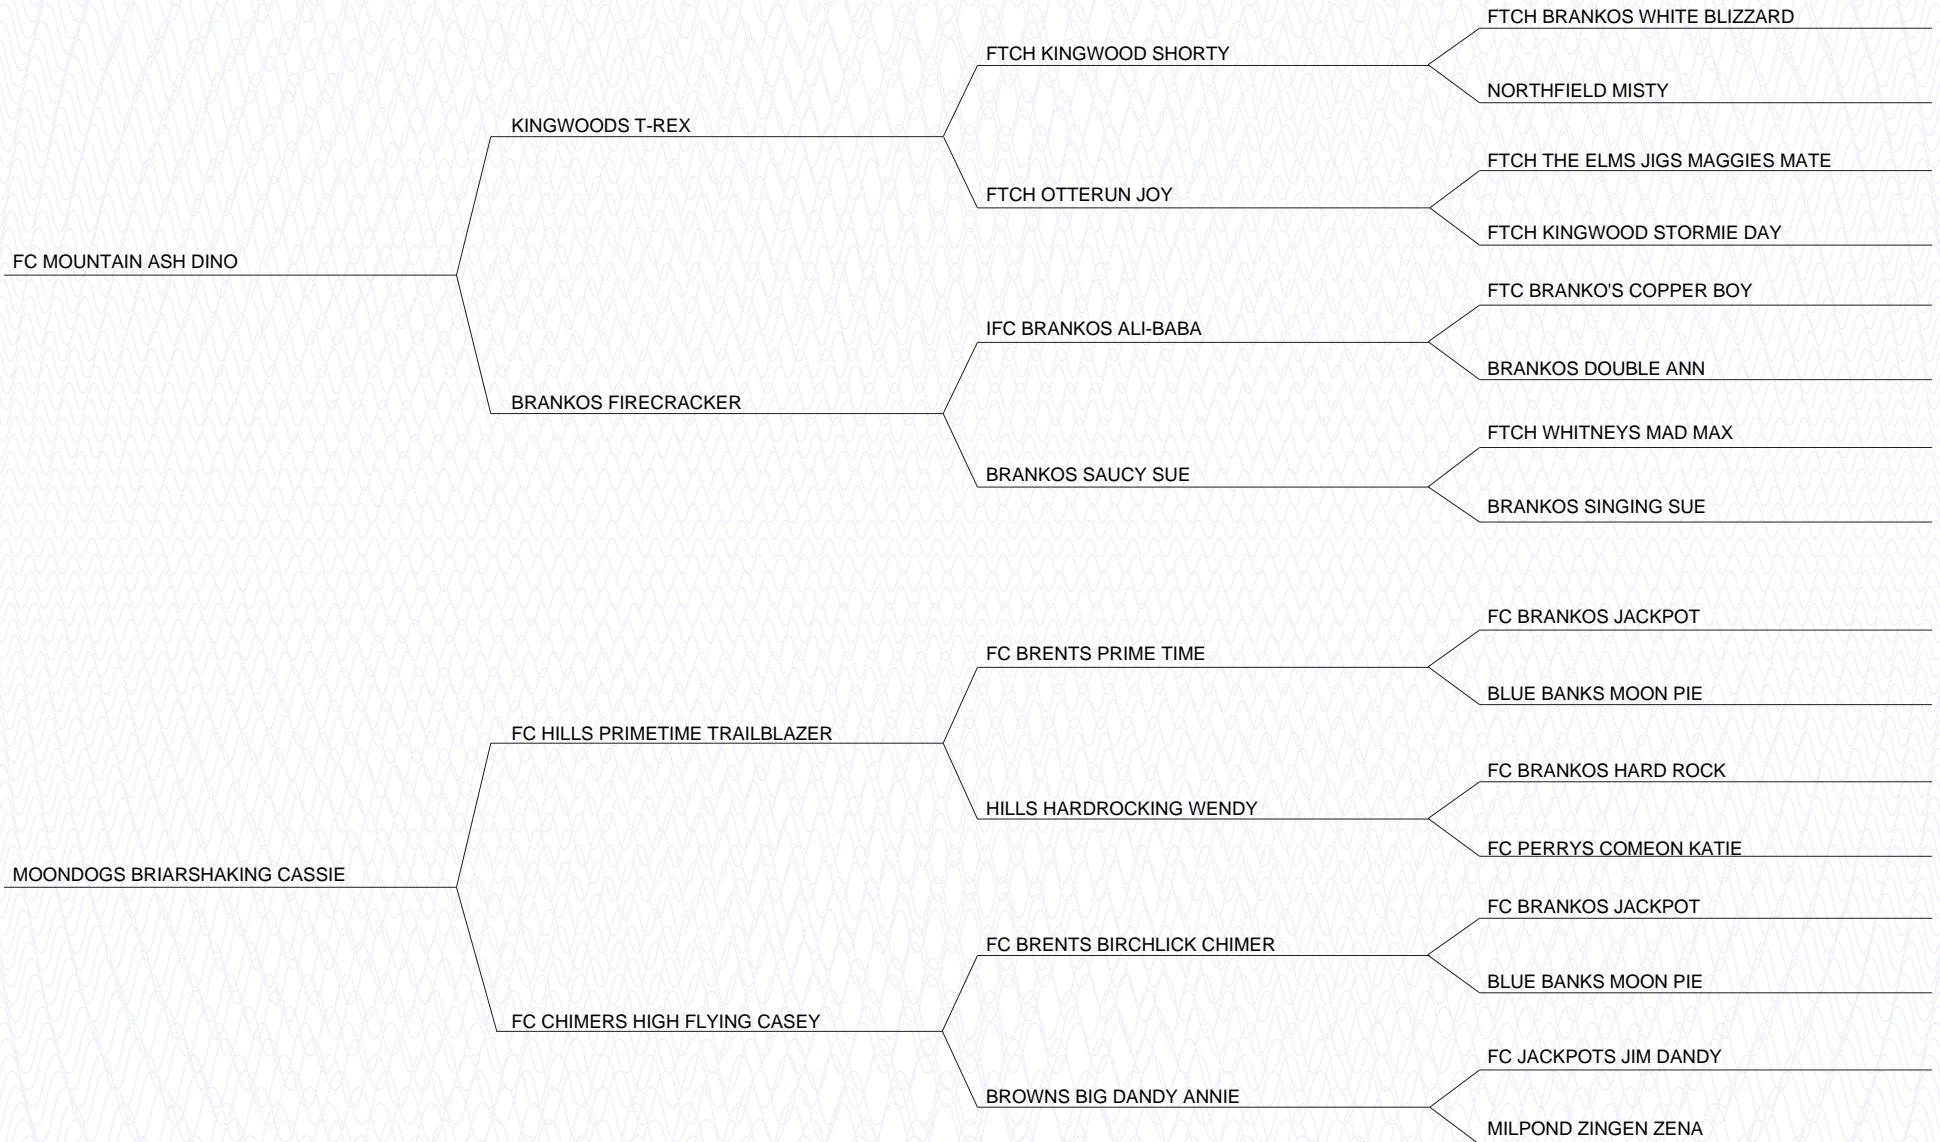 FTCH BRANKOS WHITE BLIZZARD
FTCH KINGWOOD SHORTY
NORTHFIELD MISTY
KINGWOODS T-REX
FTCH THE ELMS JIGS MAGGIES MATE
FTCH OTTERUN JOY
FTCH KINGWOOD STORMIE DAY
FC MOUNTAIN ASH DINO
FTC BRANKO'S COPPER BOY
IFC BRANKOS ALI-BABA
BRANKOS DOUBLE ANN
BRANKOS FIRECRACKER
FTCH WHITNEYS MAD MAX
BRANKOS SAUCY SUE
BRANKOS SINGING SUE
FC BRANKOS JACKPOT
FC BRENTS PRIME TIME
BLUE BANKS MOON PIE
FC HILLS PRIMETIME TRAILBLAZER
FC BRANKOS HARD ROCK
HILLS HARDROCKING WENDY
FC PERRYS COMEON KATIE
MOONDOGS BRIARSHAKING CASSIE
FC BRANKOS JACKPOT
FC BRENTS BIRCHLICK CHIMER
BLUE BANKS MOON PIE
FC CHIMERS HIGH FLYING CASEY
FC JACKPOTS JIM DANDY
BROWNS BIG DANDY ANNIE
MILPOND ZINGEN ZENA